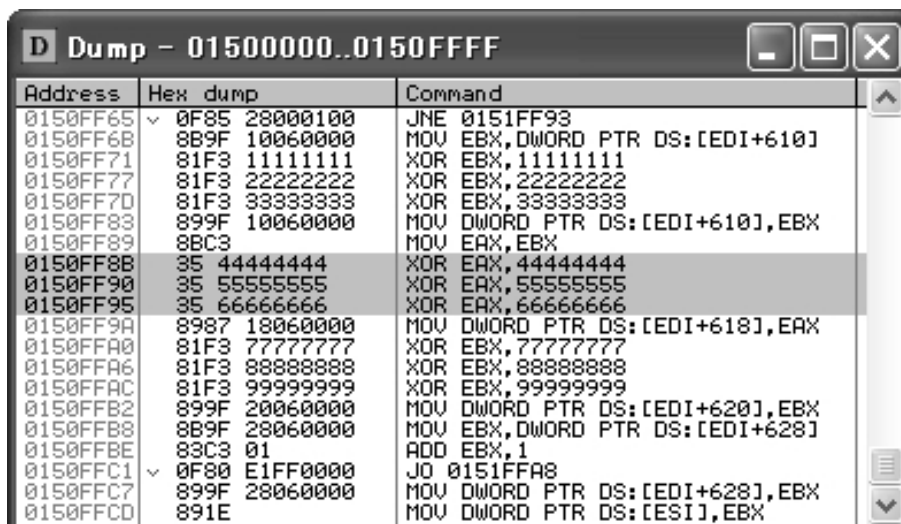 D Dump - 01500000..0150FFFF
Address Hex dump Command
0150FF65 0F85 28000100 JNE 0151FF93
0150FF6B 8B9F 10060000 MOV EBX,DWORD PTR DS:[EDI+610]
0150FF71 81F3 11111111 XOR EBX,11111111
0150FF77 81F3 22222222 XOR EBX,22222222
0150FF7D 81F3 33333333 XOR EBX,33333333
0150FF83 899F 10060000 MOV DWORD PTR DS:[EDI+610],EBX
0150FF89 8BC3 MOV EAX,EBX
0150FF8B 35 44444444 XOR EAX,44444444
0150FF90 35 55555555 XOR EAX,55555555
0150FF95 35 66666666 XOR EAX,66666666
0150FF9A 8987 18060000 MOV DWORD PTR DS:[EDI+618],EAX
0150FFA0 81F3 77777777 XOR EBX,77777777
0150FFA6 81F3 88888888 XOR EBX,88888888
0150FFAC 81F3 99999999 XOR EBX,99999999
0150FFB2 899F 20060000 MOV DWORD PTR DS:[EDI+620],EBX
0150FFB8 8B9F 28060000 MOV EBX,DWORD PTR DS:[EDI+628]
0150FFBE 83C3 01 ADD EBX,1
0150FFC1 0F80 E1FF0000 JO 0151FFA8
0150FFC7 899F 28060000 MOV DWORD PTR DS:[EDI+628],EBX
0150FFCD 891E MOV DWORD PTR DS:[ESI],EBX